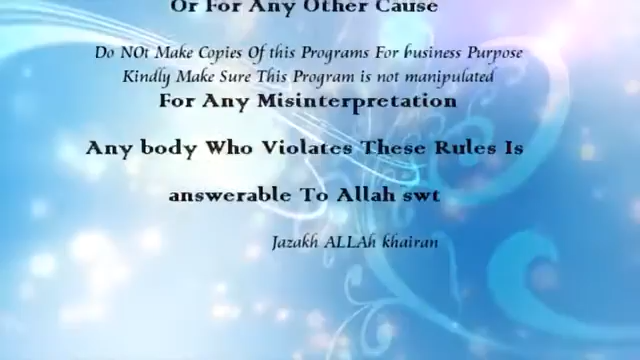 Or For Any Other Cause
Do NOt Make Copies Of this Programs For business Purpose
Kindly Make Sure This Program is not manipulated
For Any Misinterpretation
Any body Who Violates These Rules Is
answerable To Allah swt
Jazakh ALLAh khairan